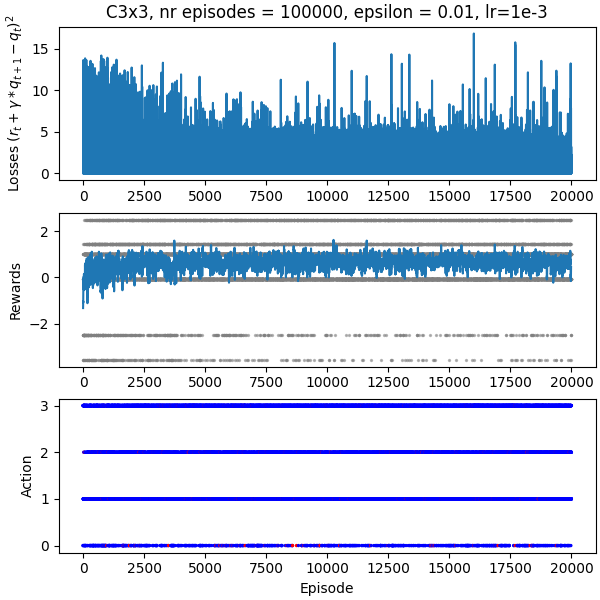 C3x3, nr episodes = 100000, epsilon = 0.01, lr=1e-3
Losses (r_t + γ * q_{t+1} − q_t)^2
15
10
5
0
0 2500 5000 7500 10000 12500 15000 17500 20000
Rewards
2
0
−2
0 2500 5000 7500 10000 12500 15000 17500 20000
Action
3
2
1
0
0 2500 5000 7500 10000 12500 15000 17500 20000
Episode